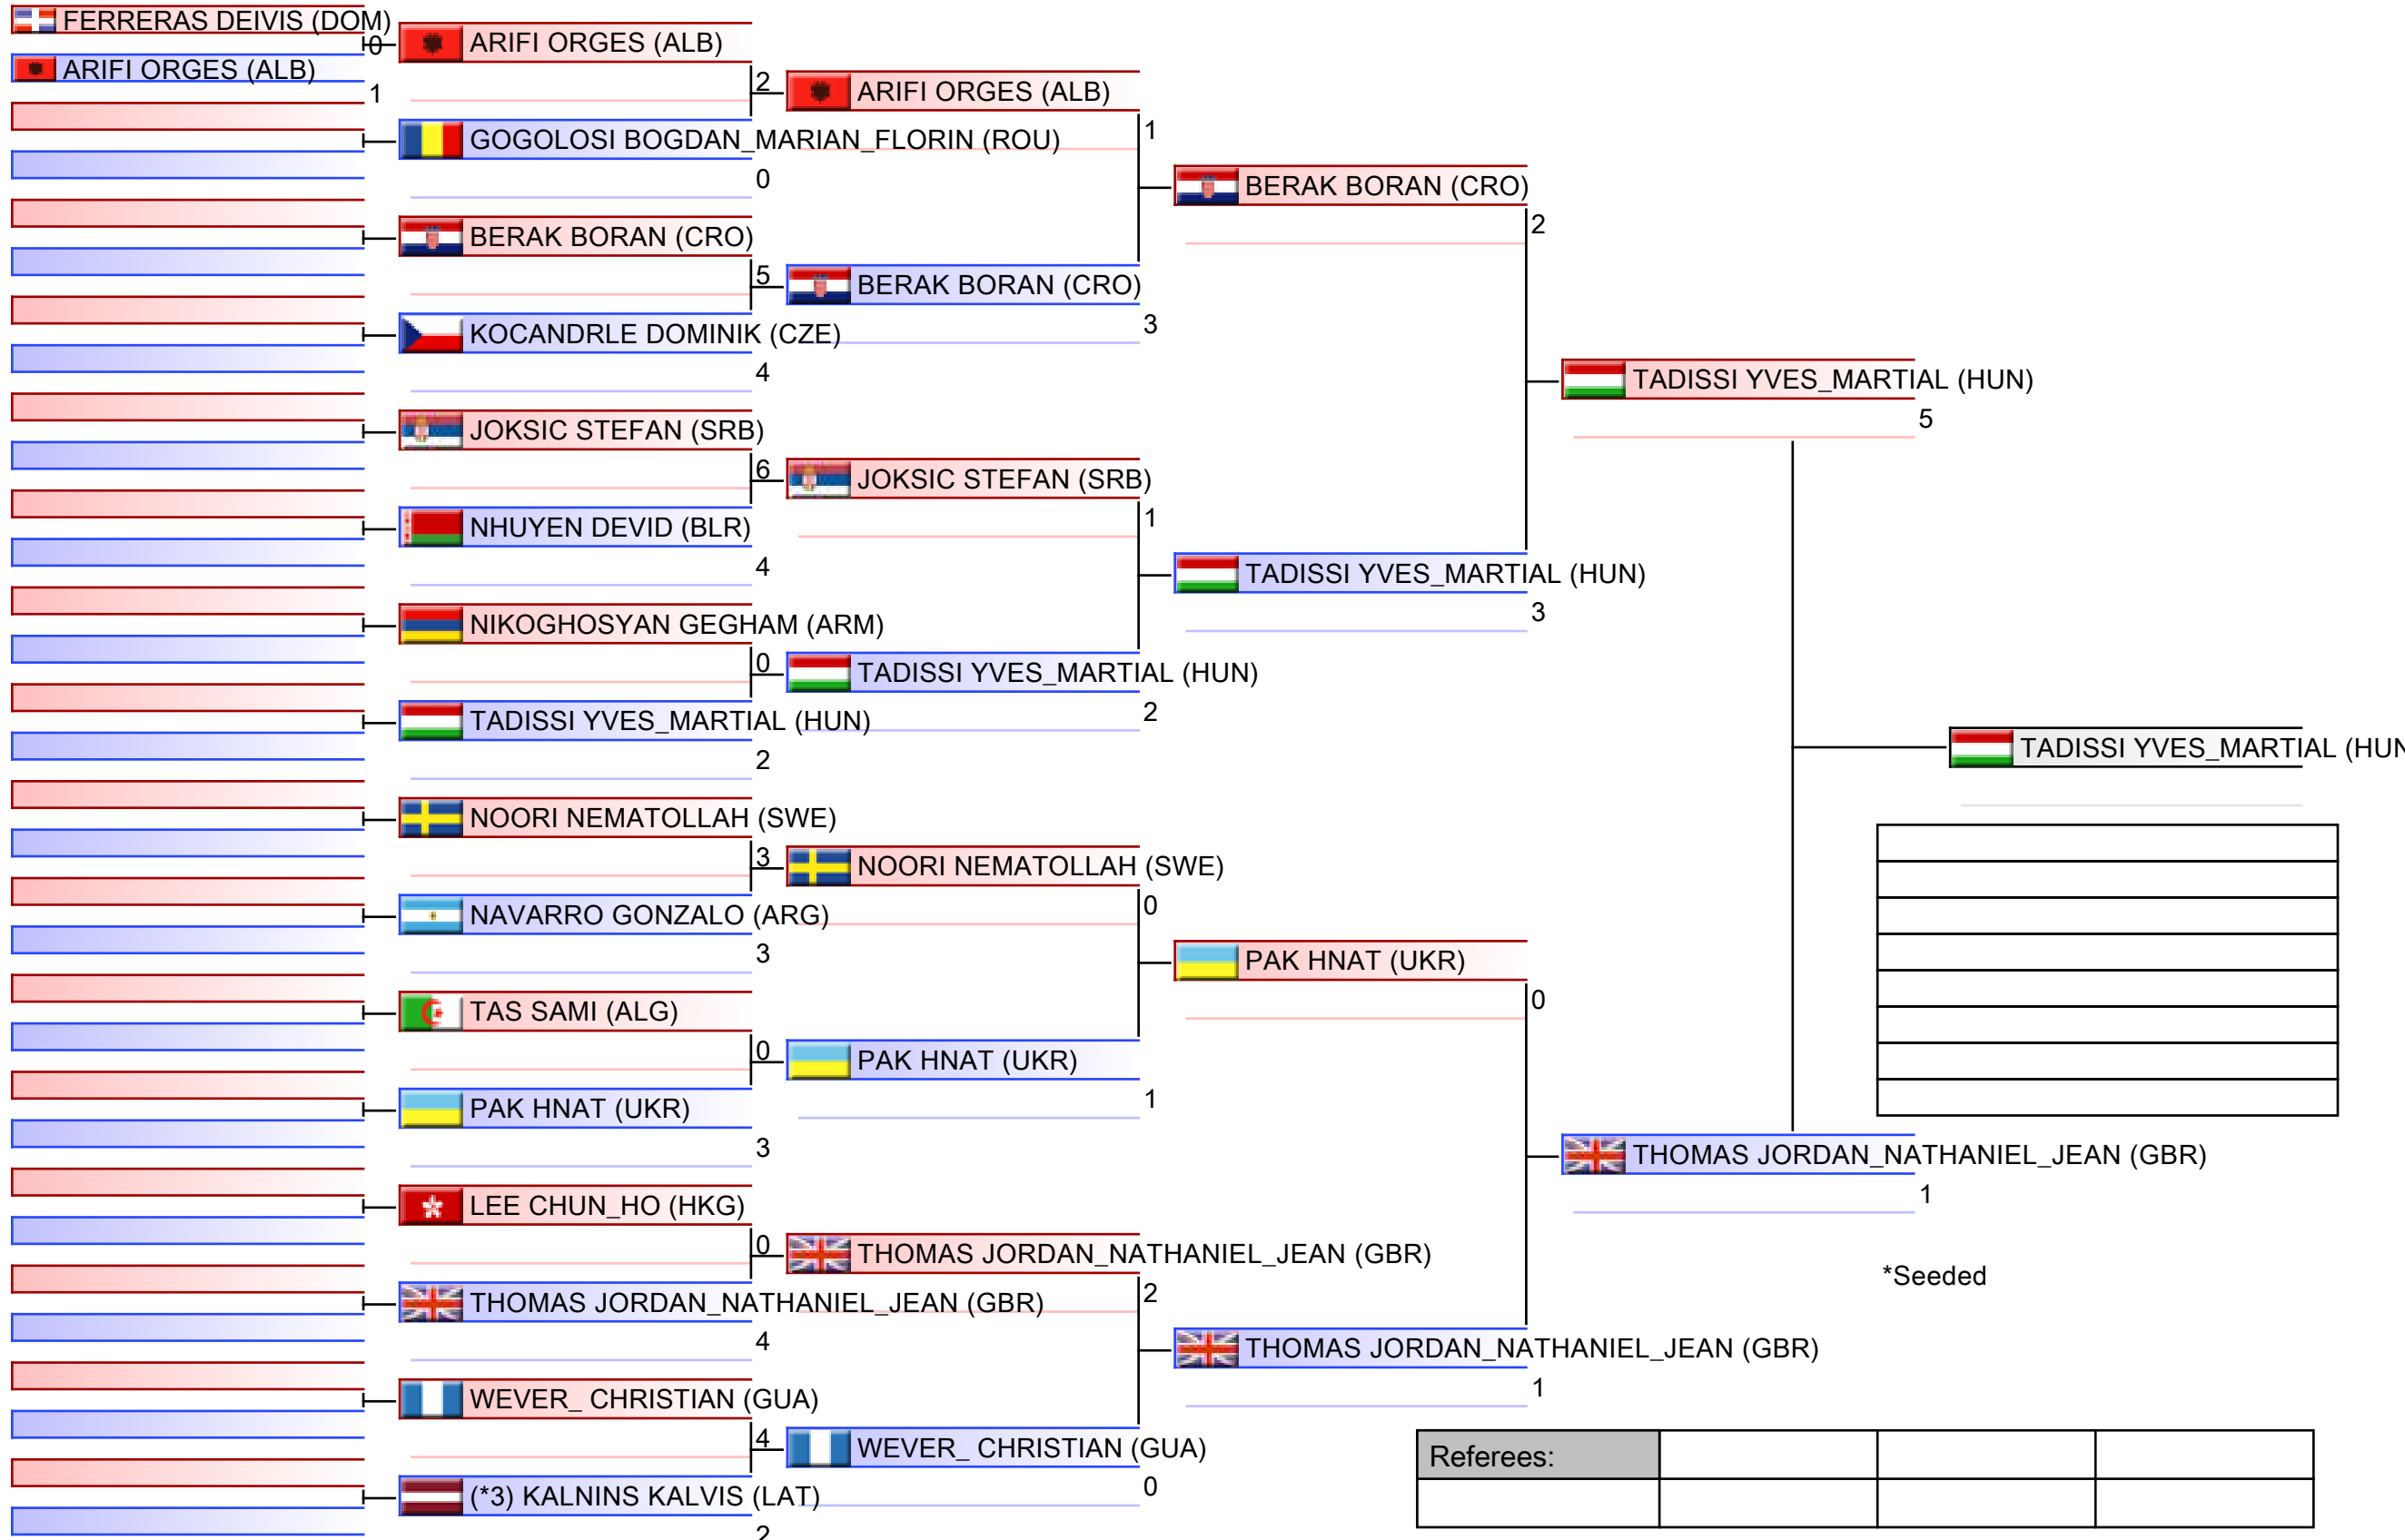 FERRERAS DEIVIS (DOM)
0
ARIFI ORGES (ALB)
1
ARIFI ORGES (ALB)
2
GOGOLOSI BOGDAN_MARIAN_FLORIN (ROU)
0
BERAK BORAN (CRO)
5
KOCANDRLE DOMINIK (CZE)
4
JOKSIC STEFAN (SRB)
6
NHUYEN DEVID (BLR)
4
NIKOGHOSYAN GEGHAM (ARM)
0
TADISSI YVES_MARTIAL (HUN)
2
NOORI NEMATOLLAH (SWE)
3
NAVARRO GONZALO (ARG)
3
TAS SAMI (ALG)
0
PAK HNAT (UKR)
3
LEE CHUN_HO (HKG)
0
THOMAS JORDAN_NATHANIEL_JEAN (GBR)
4
WEVER_ CHRISTIAN (GUA)
4
(*3) KALNINS KALVIS (LAT)
2
ARIFI ORGES (ALB)
1
BERAK BORAN (CRO)
3
JOKSIC STEFAN (SRB)
1
TADISSI YVES_MARTIAL (HUN)
2
NOORI NEMATOLLAH (SWE)
0
PAK HNAT (UKR)
1
THOMAS JORDAN_NATHANIEL_JEAN (GBR)
2
WEVER_ CHRISTIAN (GUA)
0
BERAK BORAN (CRO)
2
TADISSI YVES_MARTIAL (HUN)
3
PAK HNAT (UKR)
0
THOMAS JORDAN_NATHANIEL_JEAN (GBR)
1
TADISSI YVES_MARTIAL (HUN)
5
THOMAS JORDAN_NATHANIEL_JEAN (GBR)
1
TADISSI YVES_MARTIAL (HUN
*Seeded
Referees: